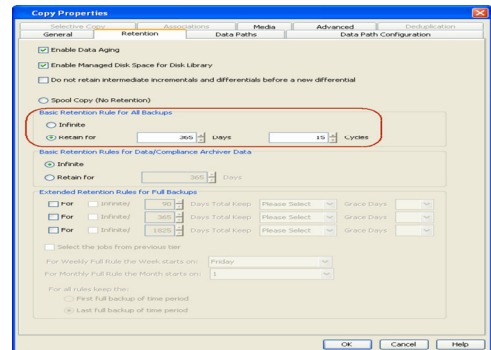 Copy Properties
Selective Copy Associations Media Advanced Deduplication
General Retention Data Paths Data Path Configuration
Enable Data Aging
Enable Managed Disk Space for Disk Library
Do not retain intermediate incrementals and differentials before a new differential
Spool Copy (No Retention)
Basic Retention Rule for All Backups
Infinite
Retain for 365 Days 15 Cycles
Basic Retention Rules for Data/Compliance Archiver Data
Infinite
Retain for 365 Days
Extended Retention Rules for Full Backups
For Infinite/ 90 Days Total Keep Please Select Grace Days
For Infinite/ 365 Days Total Keep Please Select Grace Days
For Infinite/ 1825 Days Total Keep Please Select Grace Days
Select the jobs from previous tier
For Weekly Full Rule the Week starts on: Friday
For Monthly Full Rule the Month starts on: 1
For all rules keep the:
First full backup of time period
Last full backup of time period
OK Cancel Help